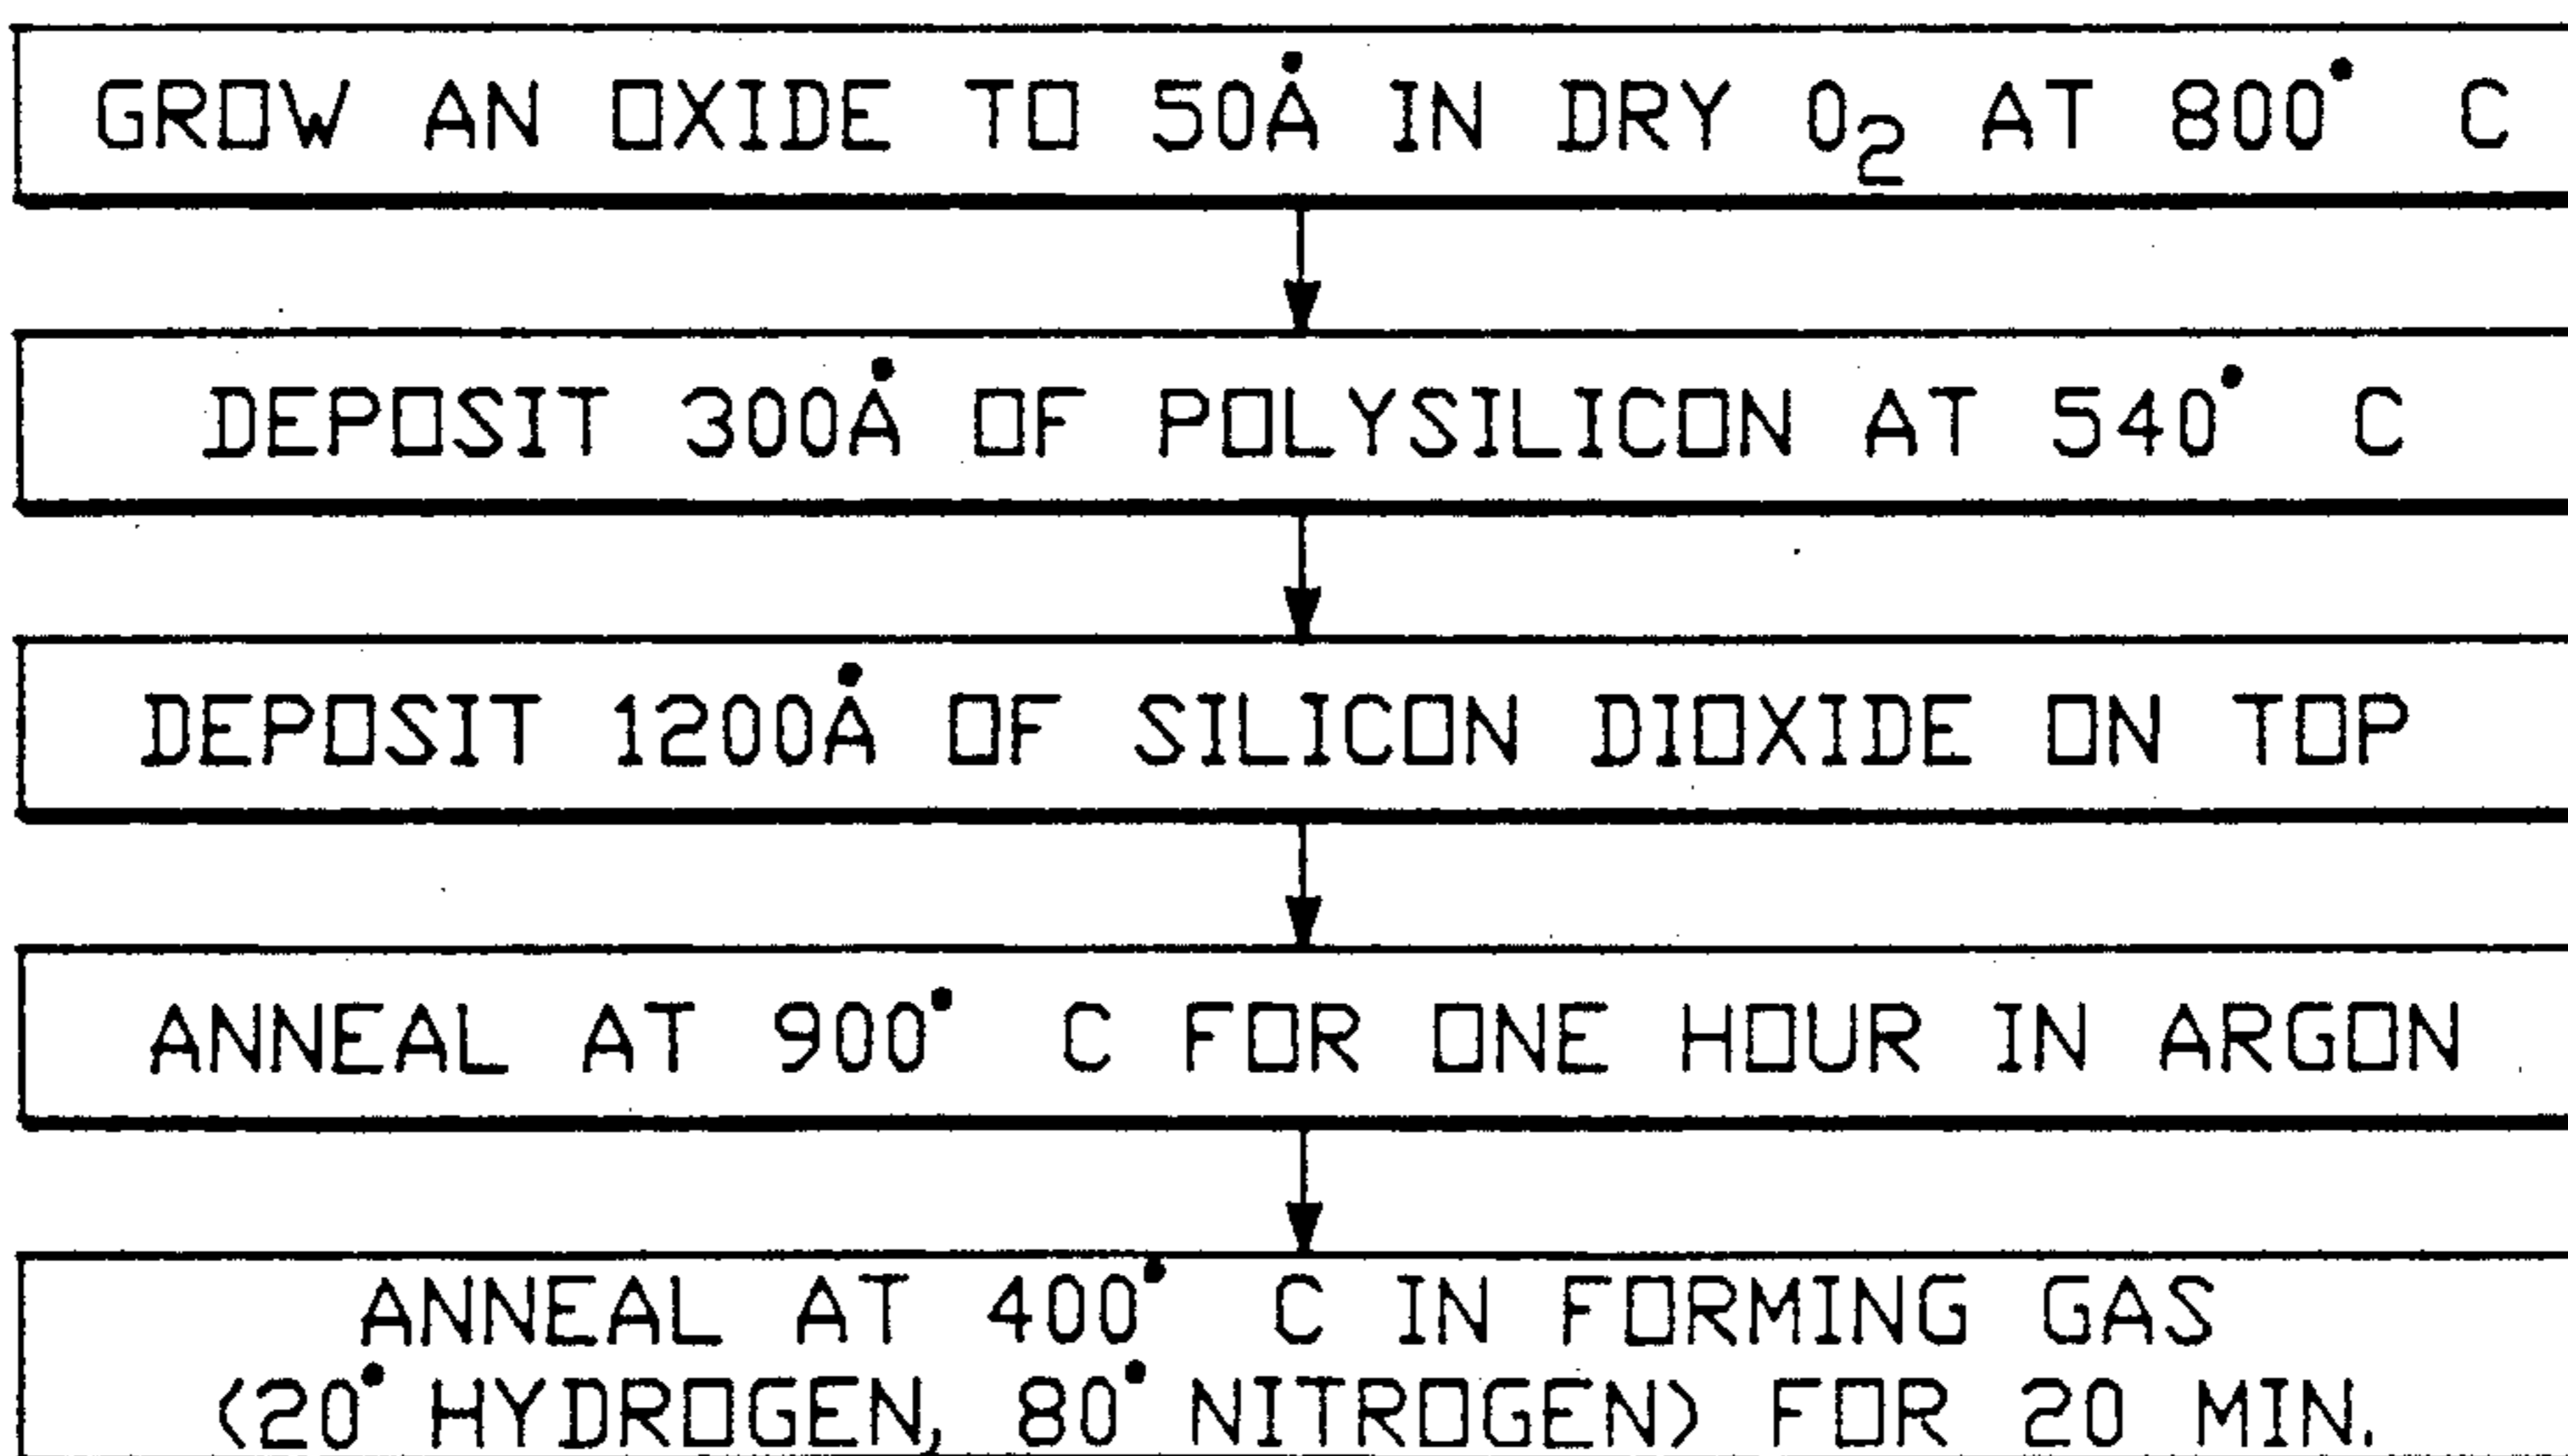 GROW AN OXIDE TO 50Å IN DRY O₂ AT 800° C
DEPOSIT 300Å OF POLYSILICON AT 540° C
DEPOSIT 1200Å OF SILICON DIOXIDE ON TOP
ANNEAL AT 900° C FOR ONE HOUR IN ARGON
ANNEAL AT 400° C IN FORMING GAS
(20° HYDROGEN, 80° NITROGEN) FOR 20 MIN.